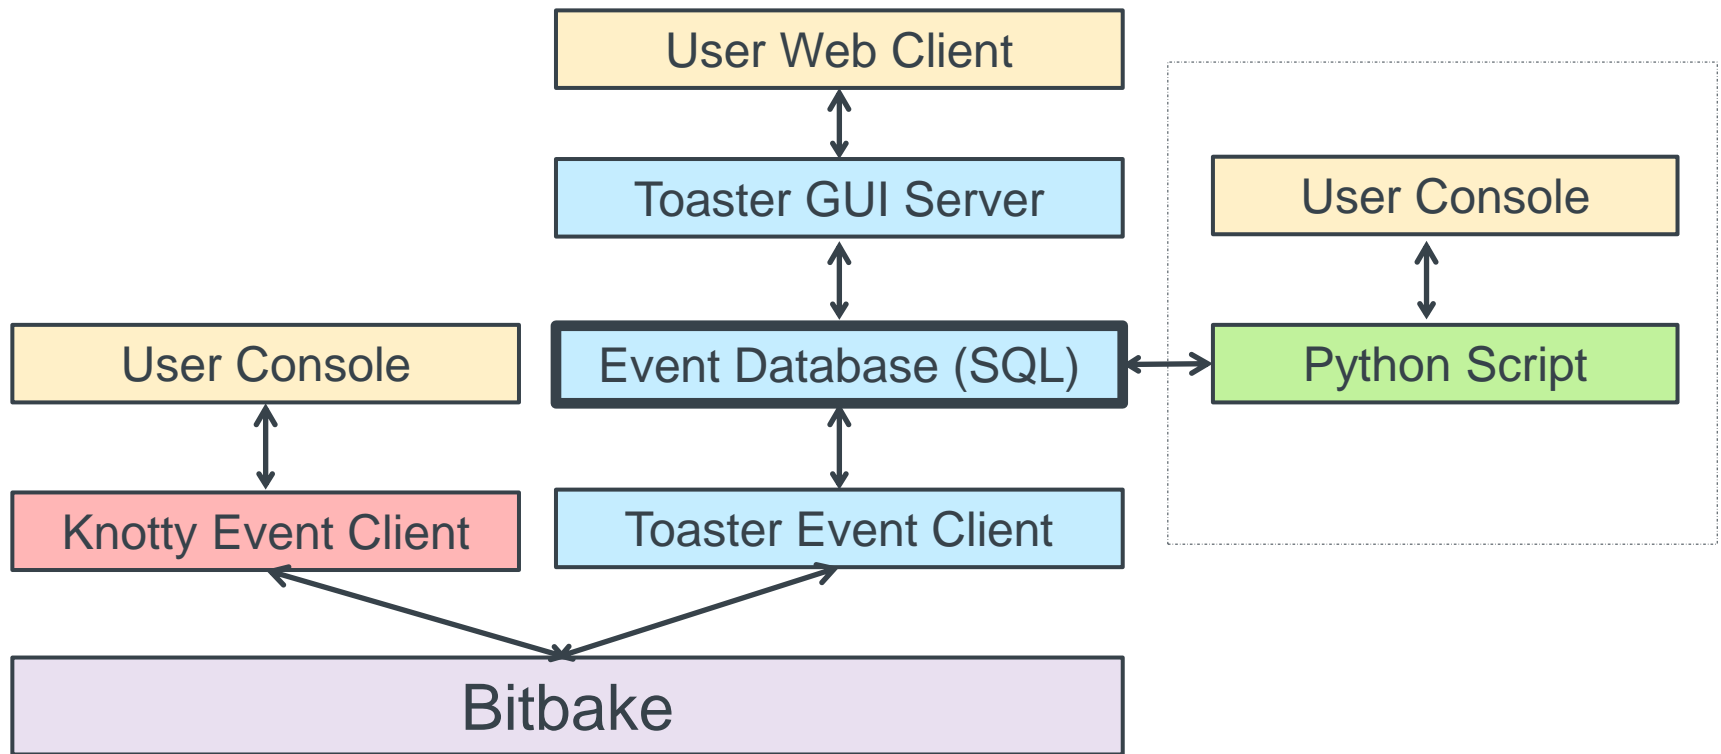 User Web Client
Toaster GUI Server
User Console
User Console
Event Database (SQL)
Python Script
Knotty Event Client
Toaster Event Client
Bitbake